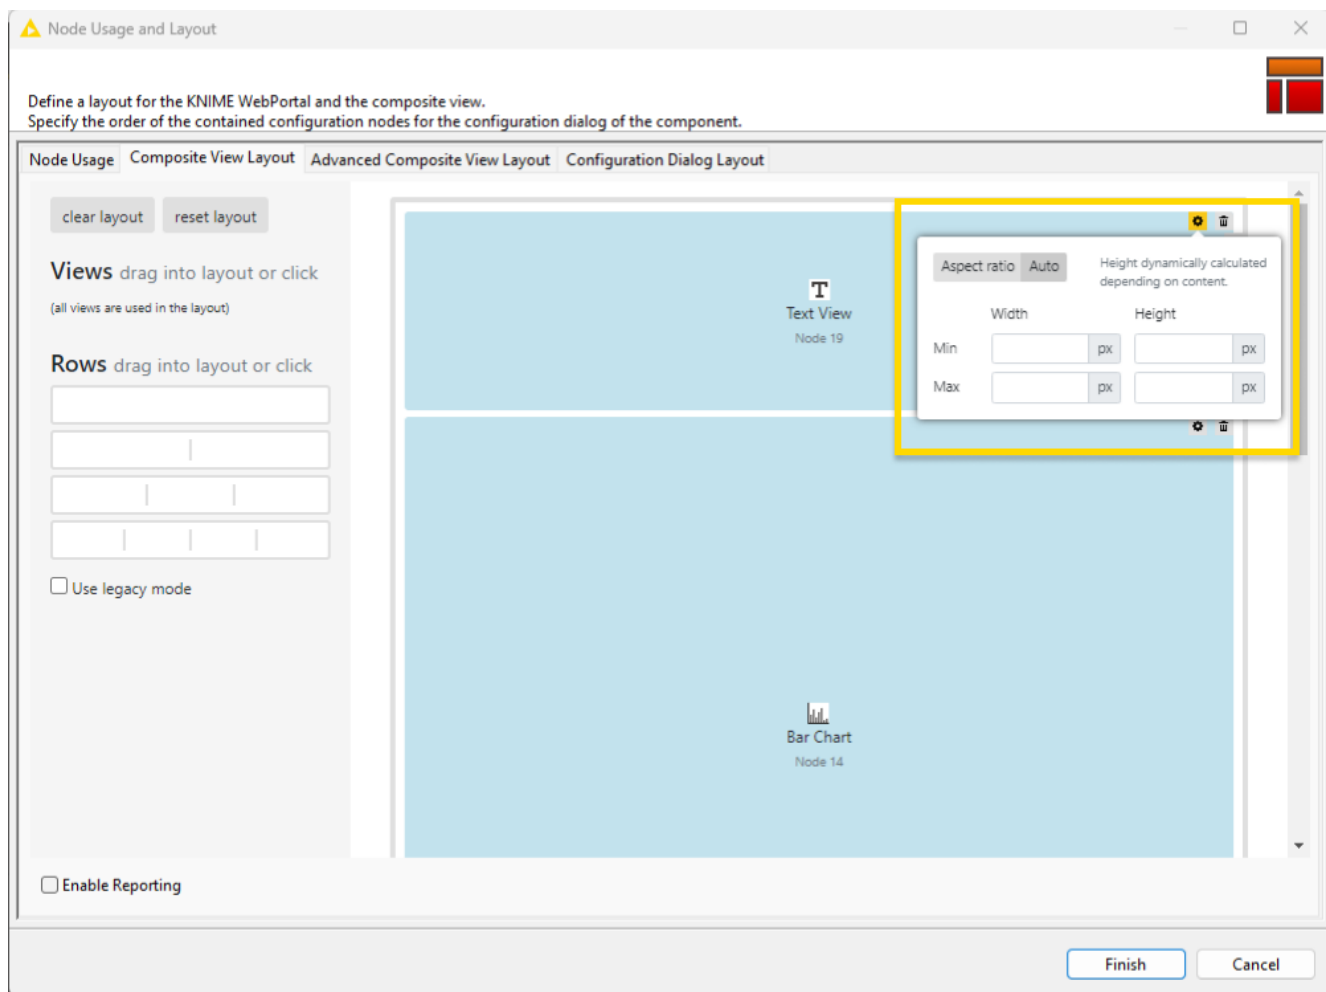 Node Usage and Layout
Define a layout for the KNIME WebPortal and the composite view.
Specify the order of the contained configuration nodes for the configuration dialog of the component.
Node Usage Composite View Layout Advanced Composite View Layout Configuration Dialog Layout
clear layout reset layout
Views drag into layout or click
(all views are used in the layout)
Rows drag into layout or click
Use legacy mode
T
Text View
Node 19
Aspect ratio Auto
Height dynamically calculated
depending on content.
Width Height
Min px px
Max px px
Bar Chart
Node 14
Enable Reporting
Finish Cancel